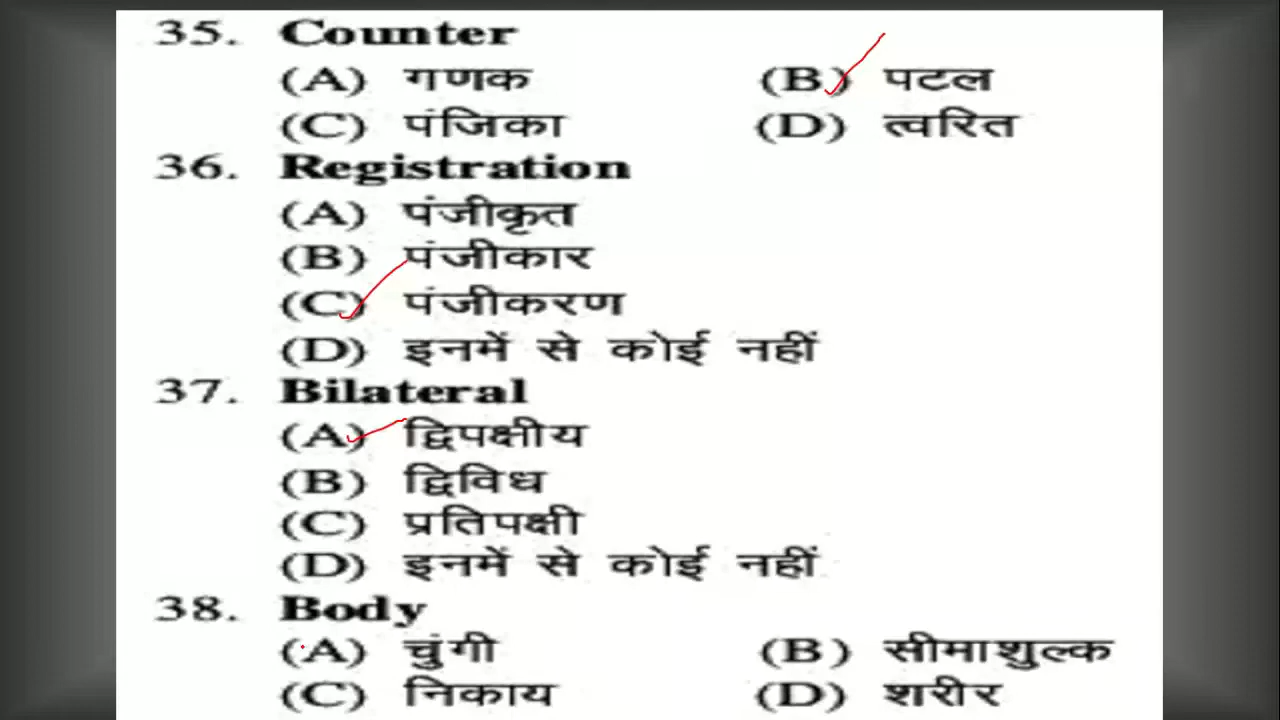 35. Counter
(A) गणक (B) पटल
(C) पंजिका (D) त्वरित
36. Registration
(A) पंजीकृत
(B) पंजीकार
(C) पंजीकरण
(D) इनमें से कोई नहीं
37. Bilateral
(A) द्विपक्षीय
(B) द्विविध
(C) प्रतिपक्षी
(D) इनमें से कोई नहीं
38. Body
(A) चुंगी (B) सीमाशुल्क
(C) निकाय (D) शरीर